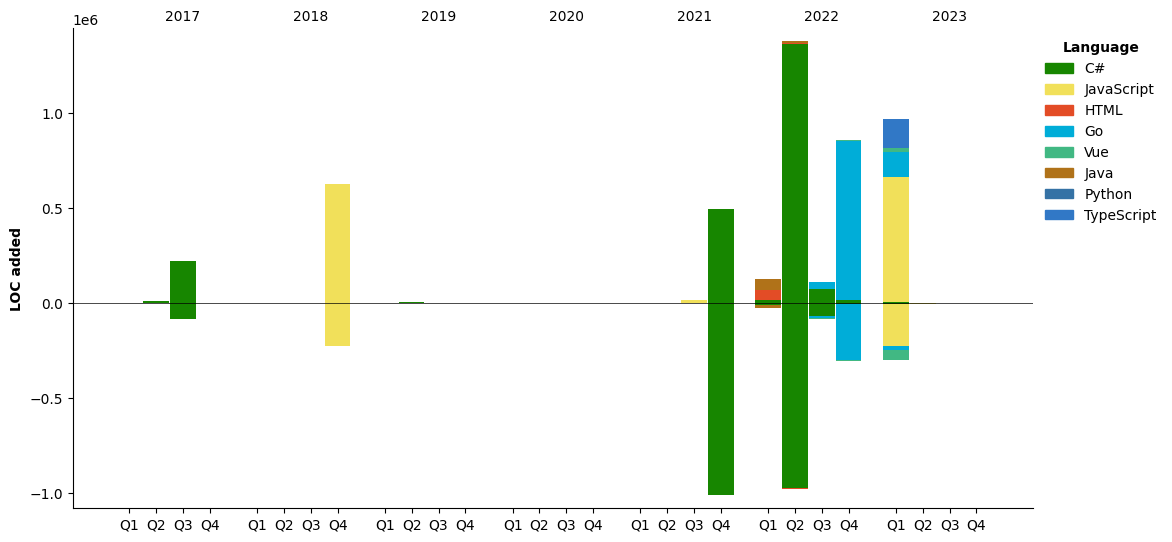 1e6
2017 2018 2019 2020 2021 2022 2023
Language
C#
JavaScript
HTML
Go
Vue
Java
Python
TypeScript
LOC added
1.0
0.5
0.0
−0.5
−1.0
Q1 Q2 Q3 Q4 Q1 Q2 Q3 Q4 Q1 Q2 Q3 Q4 Q1 Q2 Q3 Q4 Q1 Q2 Q3 Q4 Q1 Q2 Q3 Q4 Q1 Q2 Q3 Q4